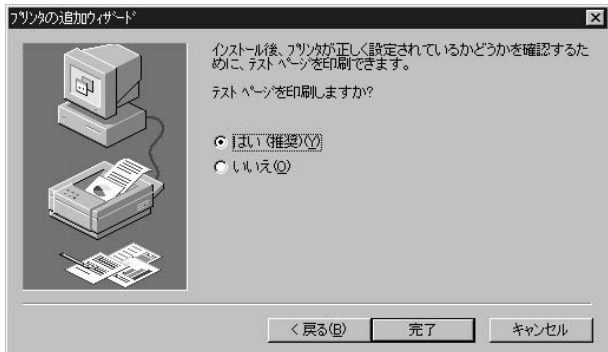 プリンタの追加ウィザード
インストール後、プリンタが正しく設定されているかどうかを確認するた
めに、テスト ページを印刷できます。
テスト ページを印刷しますか?
はい (推奨)(Y)
いいえ(O)
< 戻る(B)
完了
キャンセル